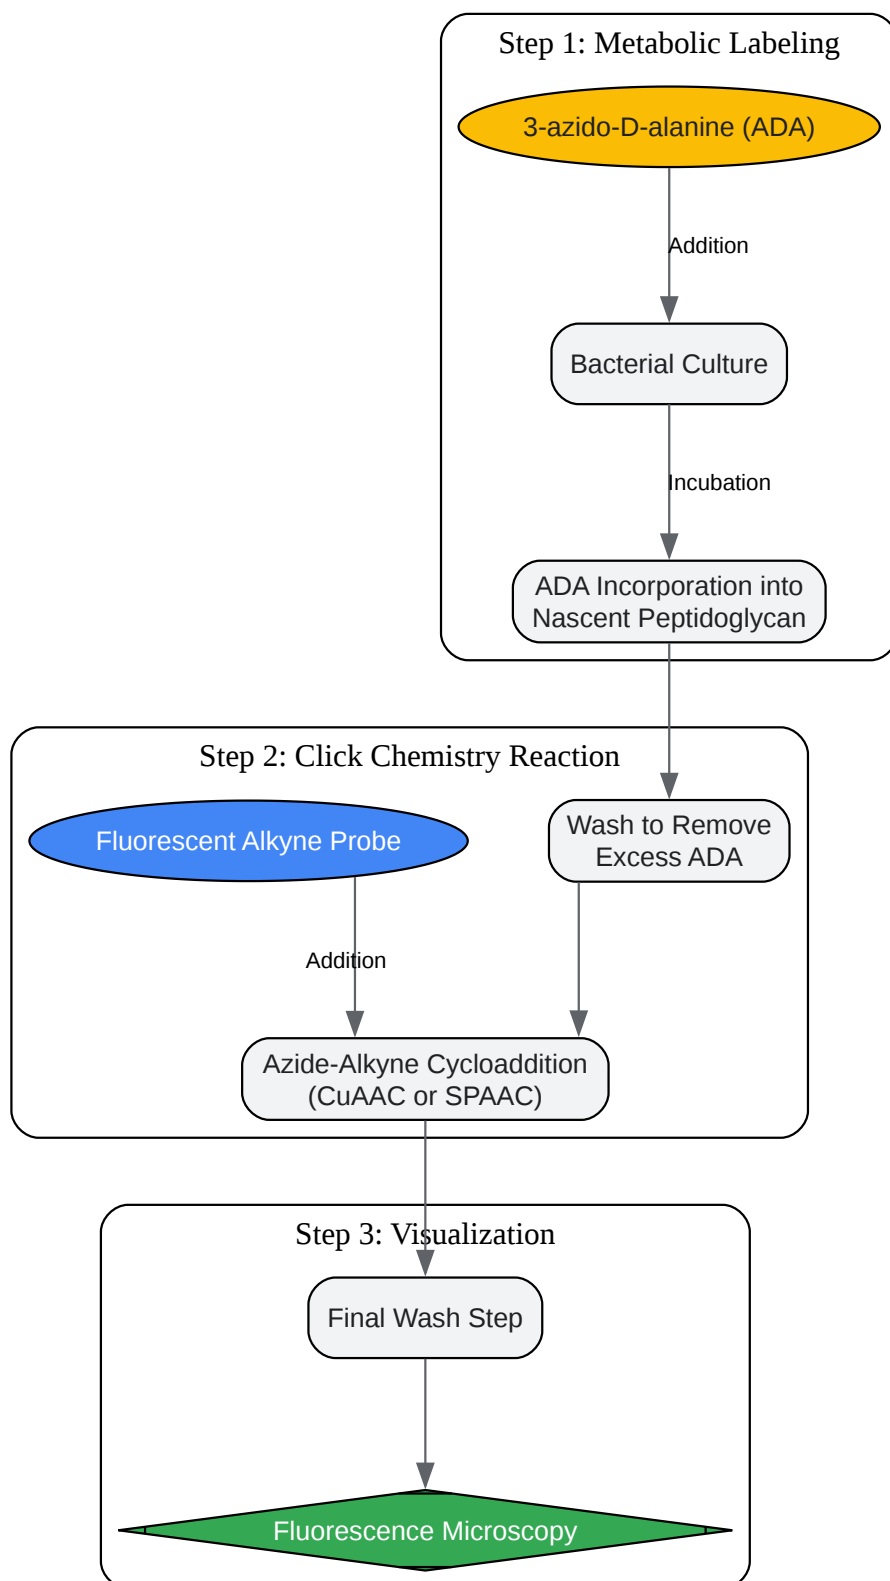 Step 1: Metabolic Labeling
3-azido-D-alanine (ADA)
Addition
Bacterial Culture
Incubation
ADA Incorporation into
Nascent Peptidoglycan
Step 2: Click Chemistry Reaction
Fluorescent Alkyne Probe
Wash to Remove
Excess ADA
Addition
Azide-Alkyne Cycloaddition
(CuAAC or SPAAC)
Step 3: Visualization
Final Wash Step
Fluorescence Microscopy